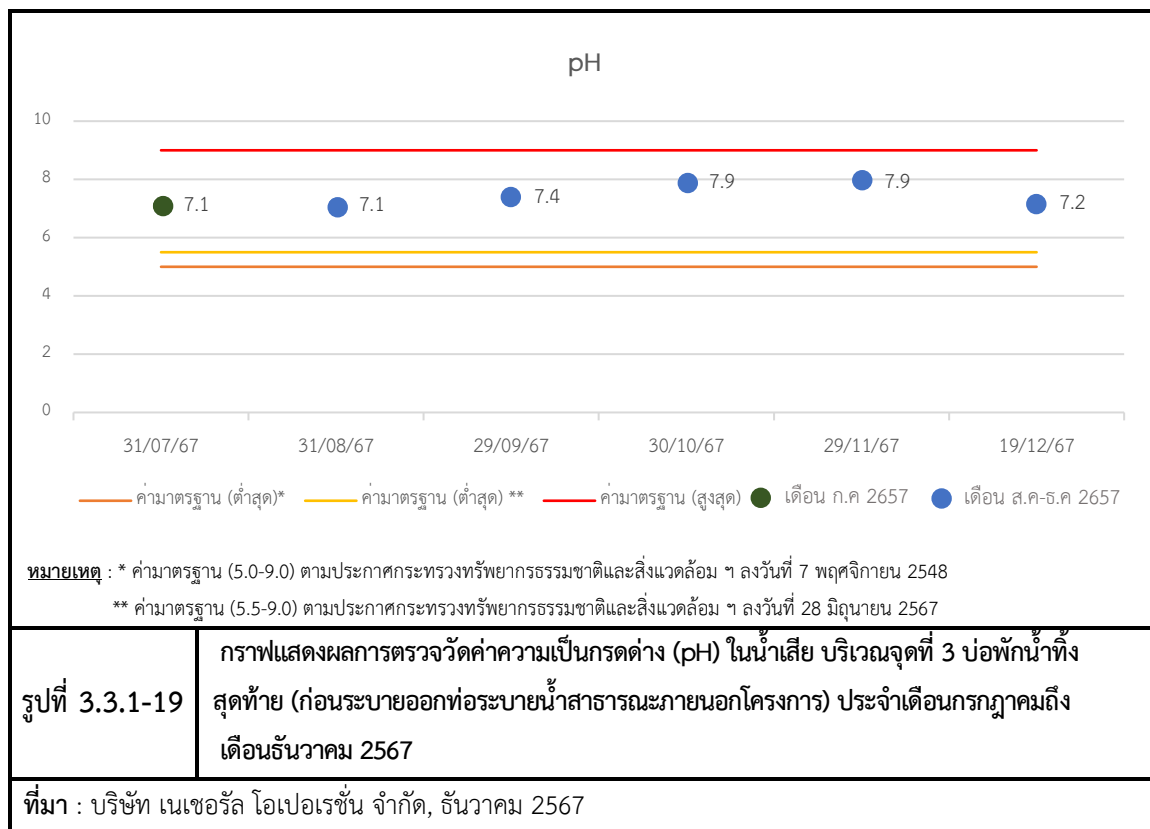 pH
10
8
6
4
2
0
7.1
7.1
7.4
7.9
7.9
7.2
31/07/67 31/08/67 29/09/67 30/10/67 29/11/67 19/12/67
ค่ามาตรฐาน (ต่ำสุด)* ค่ามาตรฐาน (ต่ำสุด) ** ค่ามาตรฐาน (สูงสุด) เดือน ก.ค 2657 เดือน ส.ค-ธ.ค 2657
หมายเหตุ : * ค่ามาตรฐาน (5.0-9.0) ตามประกาศกระทรวงทรัพยากรธรรมชาติและสิ่งแวดล้อม ฯ ลงวันที่ 7 พฤศจิกายน 2548
** ค่ามาตรฐาน (5.5-9.0) ตามประกาศกระทรวงทรัพยากรธรรมชาติและสิ่งแวดล้อม ฯ ลงวันที่ 28 มิถุนายน 2567
รูปที่ 3.3.1-19
กราฟแสดงผลการตรวจวัดค่าความเป็นกรดด่าง (pH) ในน้ำเสีย บริเวณจุดที่ 3 บ่อพักน้ำทิ้ง
สุดท้าย (ก่อนระบายออกท่อระบายน้ำสาธารณะภายนอกโครงการ) ประจำเดือนกรกฎาคมถึง
เดือนธันวาคม 2567
ที่มา : บริษัท เนเชอรัล โอเปอเรชั่น จำกัด, ธันวาคม 2567